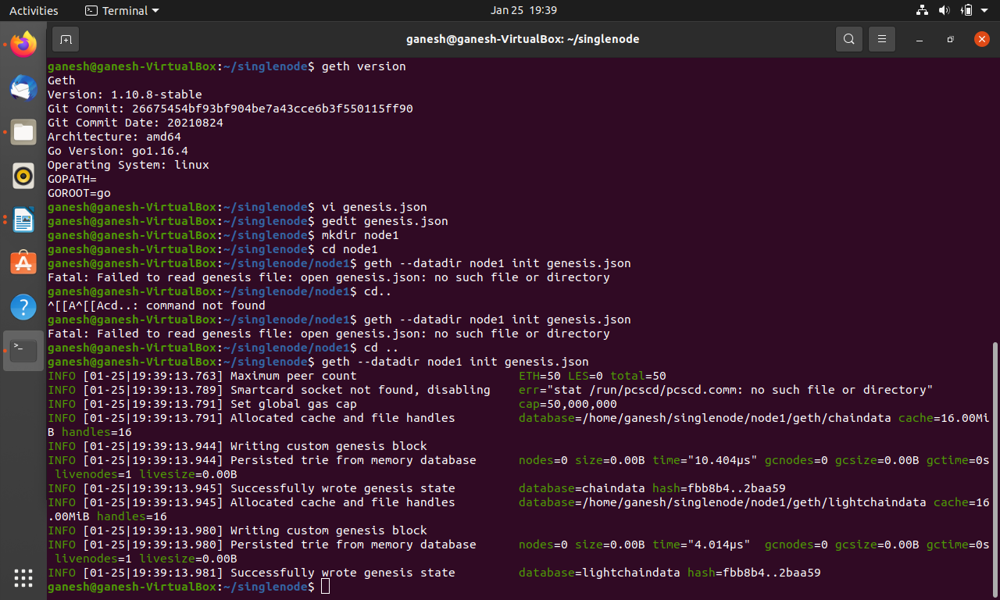 Activities
Terminal
Jan 25 19:39
ganesh@ganesh-VirtualBox: ~/singlenode
ganesh@ganesh-VirtualBox:~/singlenode$ geth version
Geth
Version: 1.10.8-stable
Git Commit: 26675454bf93bf904be7a43cce6b3f550115ff90
Git Commit Date: 20210824
Architecture: amd64
Go Version: go1.16.4
Operating System: linux
GOPATH=
GOROOT=go
ganesh@ganesh-VirtualBox:~/singlenode$ vi genesis.json
ganesh@ganesh-VirtualBox:~/singlenode$ gedit genesis.json
ganesh@ganesh-VirtualBox:~/singlenode$ mkdir node1
ganesh@ganesh-VirtualBox:~/singlenode$ cd node1
ganesh@ganesh-VirtualBox:~/singlenode/node1$ geth --datadir node1 init genesis.json
Fatal: Failed to read genesis file: open genesis.json: no such file or directory
ganesh@ganesh-VirtualBox:~/singlenode/node1$ cd..
^[[A^[[Acd..: command not found
ganesh@ganesh-VirtualBox:~/singlenode/node1$ geth --datadir node1 init genesis.json
Fatal: Failed to read genesis file: open genesis.json: no such file or directory
ganesh@ganesh-VirtualBox:~/singlenode/node1$ cd ..
ganesh@ganesh-VirtualBox:~/singlenode$ geth --datadir node1 init genesis.json
INFO [01-25|19:39:13.763] Maximum peer count ETH=50 LES=0 total=50
INFO [01-25|19:39:13.789] Smartcard socket not found, disabling err="stat /run/pcscd/pcscd.comm: no such file or directory"
INFO [01-25|19:39:13.791] Set global gas cap cap=50,000,000
INFO [01-25|19:39:13.791] Allocated cache and file handles database=/home/ganesh/singlenode/node1/geth/chaindata cache=16.00Mi
B handles=16
INFO [01-25|19:39:13.944] Writing custom genesis block
INFO [01-25|19:39:13.944] Persisted trie from memory database nodes=0 size=0.00B time="10.404µs" gcnodes=0 gcsize=0.00B gctime=0s
livenodes=1 livesize=0.00B
INFO [01-25|19:39:13.945] Successfully wrote genesis state database=chaindata hash=fbb8b4..2baa59
INFO [01-25|19:39:13.945] Allocated cache and file handles database=/home/ganesh/singlenode/node1/geth/lightchaindata cache=16
.00MiB handles=16
INFO [01-25|19:39:13.980] Writing custom genesis block
INFO [01-25|19:39:13.980] Persisted trie from memory database nodes=0 size=0.00B time="4.014µs" gcnodes=0 gcsize=0.00B gctime=0s
livenodes=1 livesize=0.00B
INFO [01-25|19:39:13.981] Successfully wrote genesis state database=lightchaindata hash=fbb8b4..2baa59
ganesh@ganesh-VirtualBox:~/singlenode$